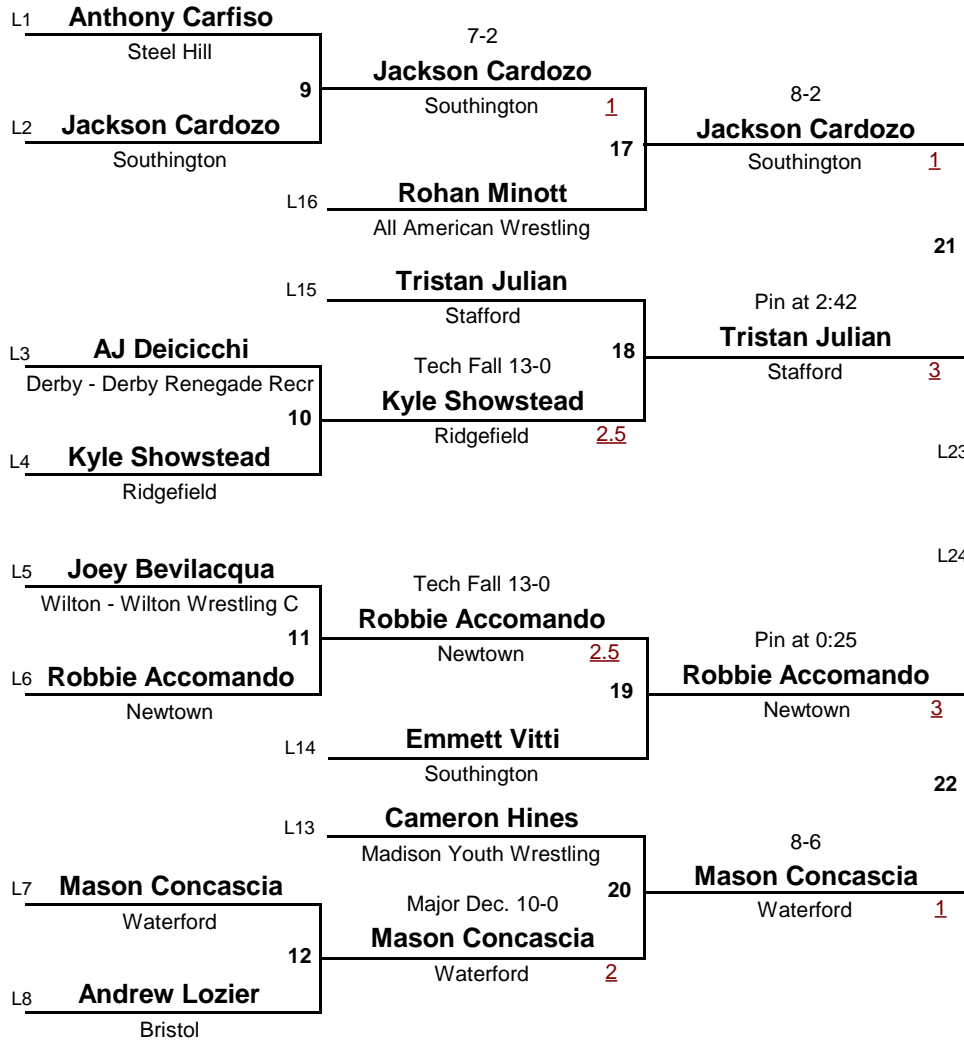 L1 Anthony Carfiso
Steel Hill
9
7-2
Jackson Cardozo
Southington 1
L2 Jackson Cardozo
Southington
8-2
Jackson Cardozo
Southington 1
17
L16 Rohan Minott
All American Wrestling
21
L15 Tristan Julian
Stafford
Pin at 2:42
Tristan Julian
Stafford 3
18
L3 AJ Deicicchi
Derby - Derby Renegade Recr
10
Tech Fall 13-0
Kyle Showstead
Ridgefield 2.5
L4 Kyle Showstead
Ridgefield
L23
L24
L5 Joey Bevilacqua
Wilton - Wilton Wrestling C
11
Tech Fall 13-0
Robbie Accomando
Newtown 2.5
L6 Robbie Accomando
Newtown
Pin at 0:25
Robbie Accomando
Newtown 3
19
L14 Emmett Vitti
Southington
22
L13 Cameron Hines
Madison Youth Wrestling
8-6
Mason Concascia
Waterford 1
20
L7 Mason Concascia
Waterford
12
Major Dec. 10-0
Mason Concascia
Waterford 2
L8 Andrew Lozier
Bristol